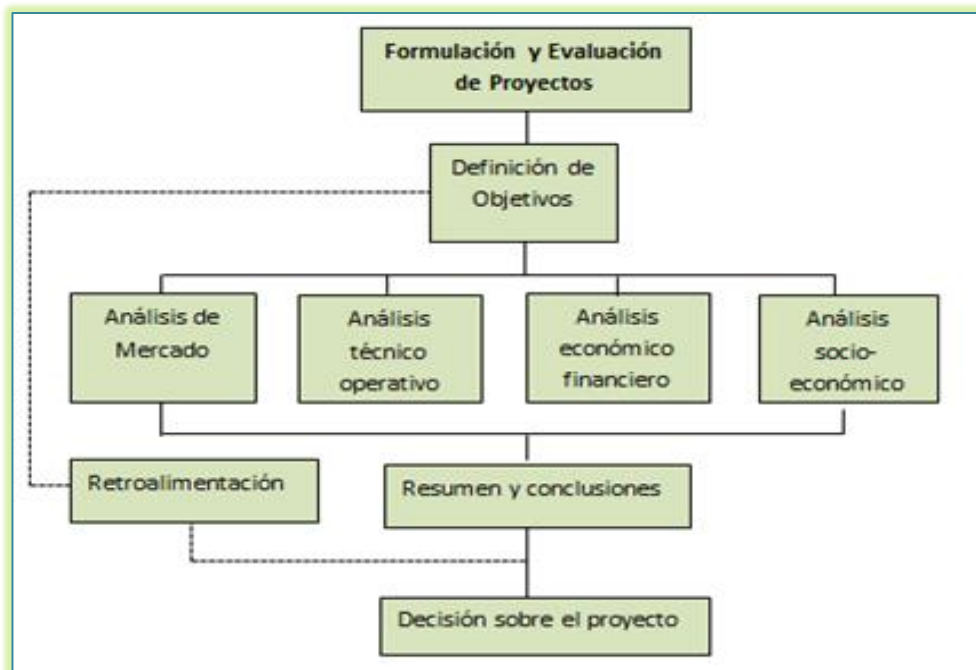 Formulación y Evaluación
de Proyectos
Definición de
Objetivos
Análisis de
Mercado
Análisis
técnico
operativo
Análisis
económico
financiero
Análisis
socio-
económico
Retroalimentación
Resumen y conclusiones
Decisión sobre el proyecto